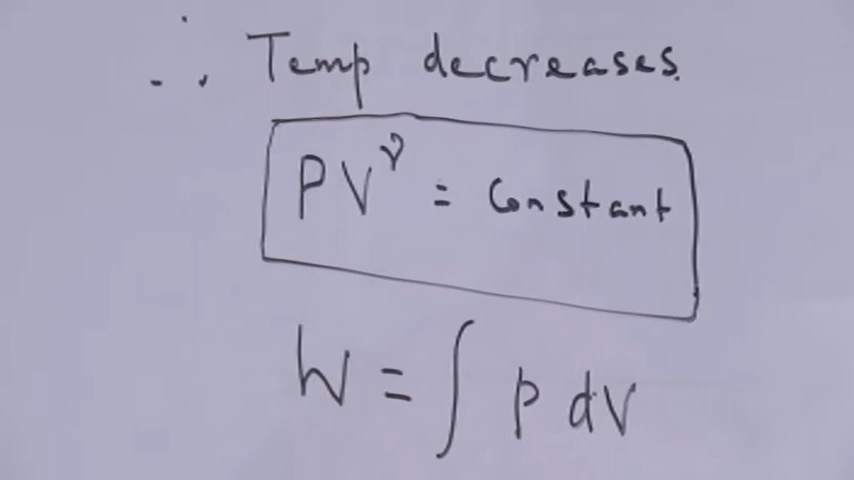 ∴ Temp decreases.
PV^γ = Constant
W = ∫ P dV